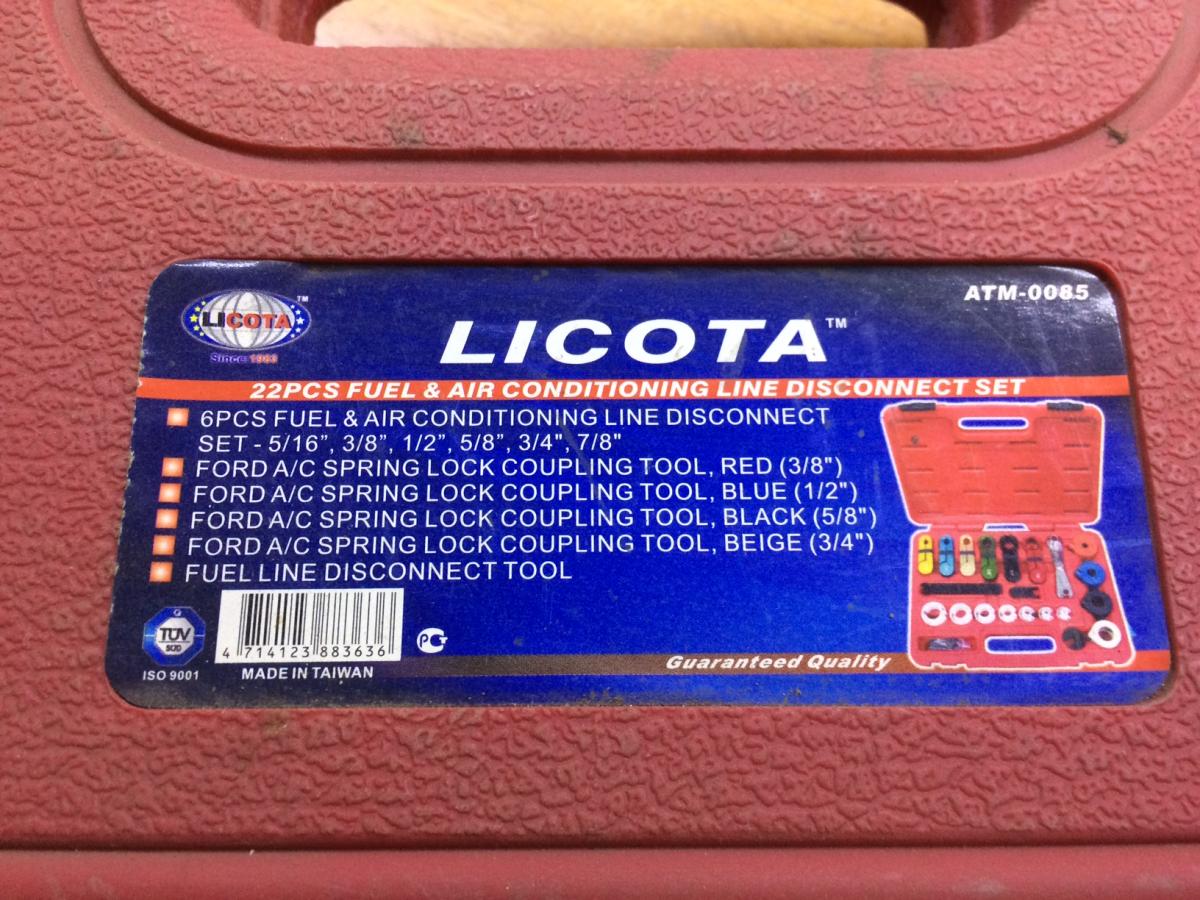 LICOTA
TM
Since 1983
ATM-0085
LICOTA™
22PCS FUEL & AIR CONDITIONING LINE DISCONNECT SET
6PCS FUEL & AIR CONDITIONING LINE DISCONNECT
SET - 5/16”, 3/8”, 1/2”, 5/8”, 3/4", 7/8"
FORD A/C SPRING LOCK COUPLING TOOL, RED (3/8")
FORD A/C SPRING LOCK COUPLING TOOL, BLUE (1/2")
FORD A/C SPRING LOCK COUPLING TOOL, BLACK (5/8")
FORD A/C SPRING LOCK COUPLING TOOL, BEIGE (3/4")
FUEL LINE DISCONNECT TOOL
TÜV
SÜD
ISO 9001
4 714123 883636
MADE IN TAIWAN
Guaranteed Quality